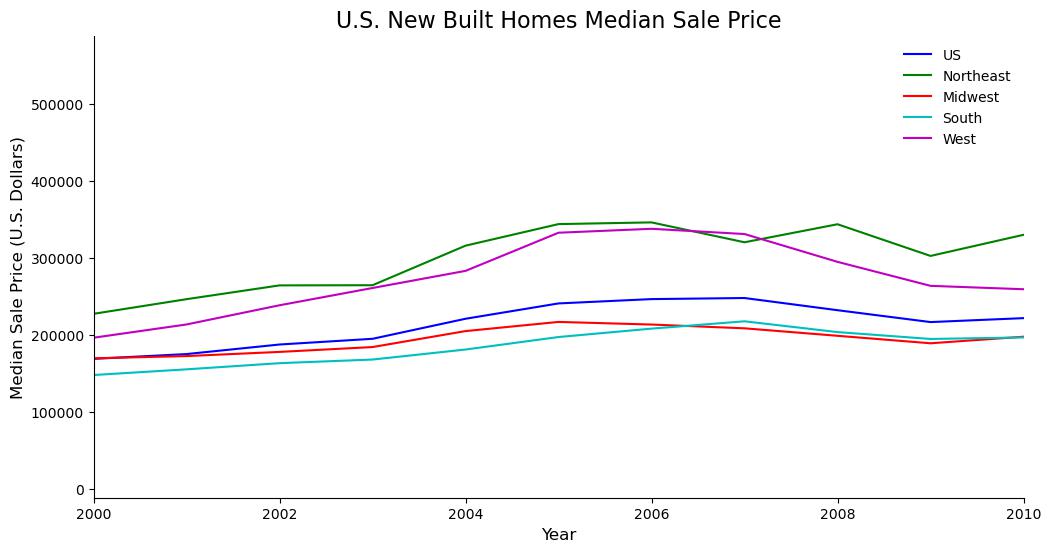 U.S. New Built Homes Median Sale Price
US
Northeast
Midwest
South
West
Median Sale Price (U.S. Dollars)
500000
400000
300000
200000
100000
0
2000 2002 2004 2006 2008 2010
Year